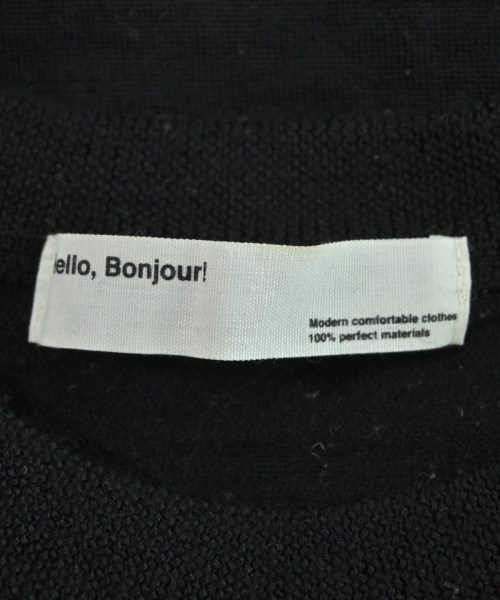 ello, Bonjour!
Modern comfortable clothes
100% perfect materials